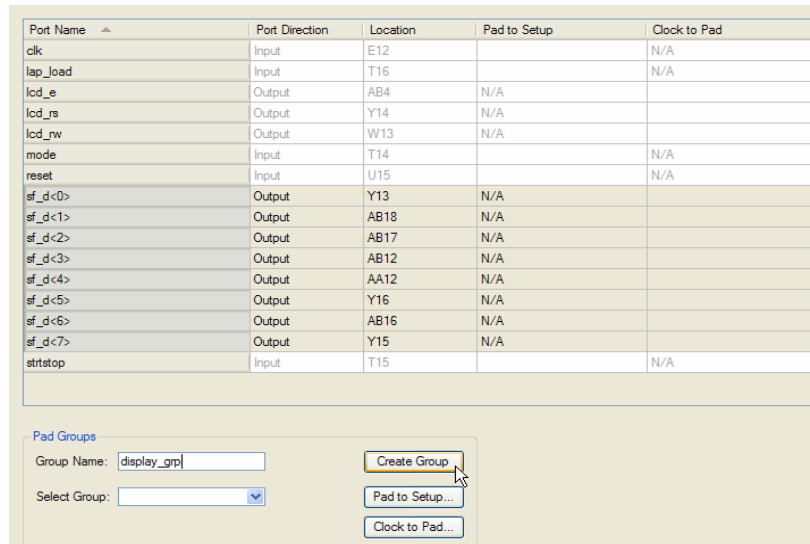 Port Name Port Direction Location Pad to Setup Clock to Pad
clk Input E12 N/A
lap_load Input T16 N/A
lcd_e Output AB4 N/A
lcd_rs Output Y14 N/A
lcd_rw Output W13 N/A
mode Input T14 N/A
reset Input U15 N/A
sf_d<0> Output Y13 N/A
sf_d<1> Output AB18 N/A
sf_d<2> Output AB17 N/A
sf_d<3> Output AB12 N/A
sf_d<4> Output AA12 N/A
sf_d<5> Output Y16 N/A
sf_d<6> Output AB16 N/A
sf_d<7> Output Y15 N/A
strtstop Input T15 N/A
Pad Groups
Group Name: display_grp Create Group
Select Group: Pad to Setup...
Clock to Pad...